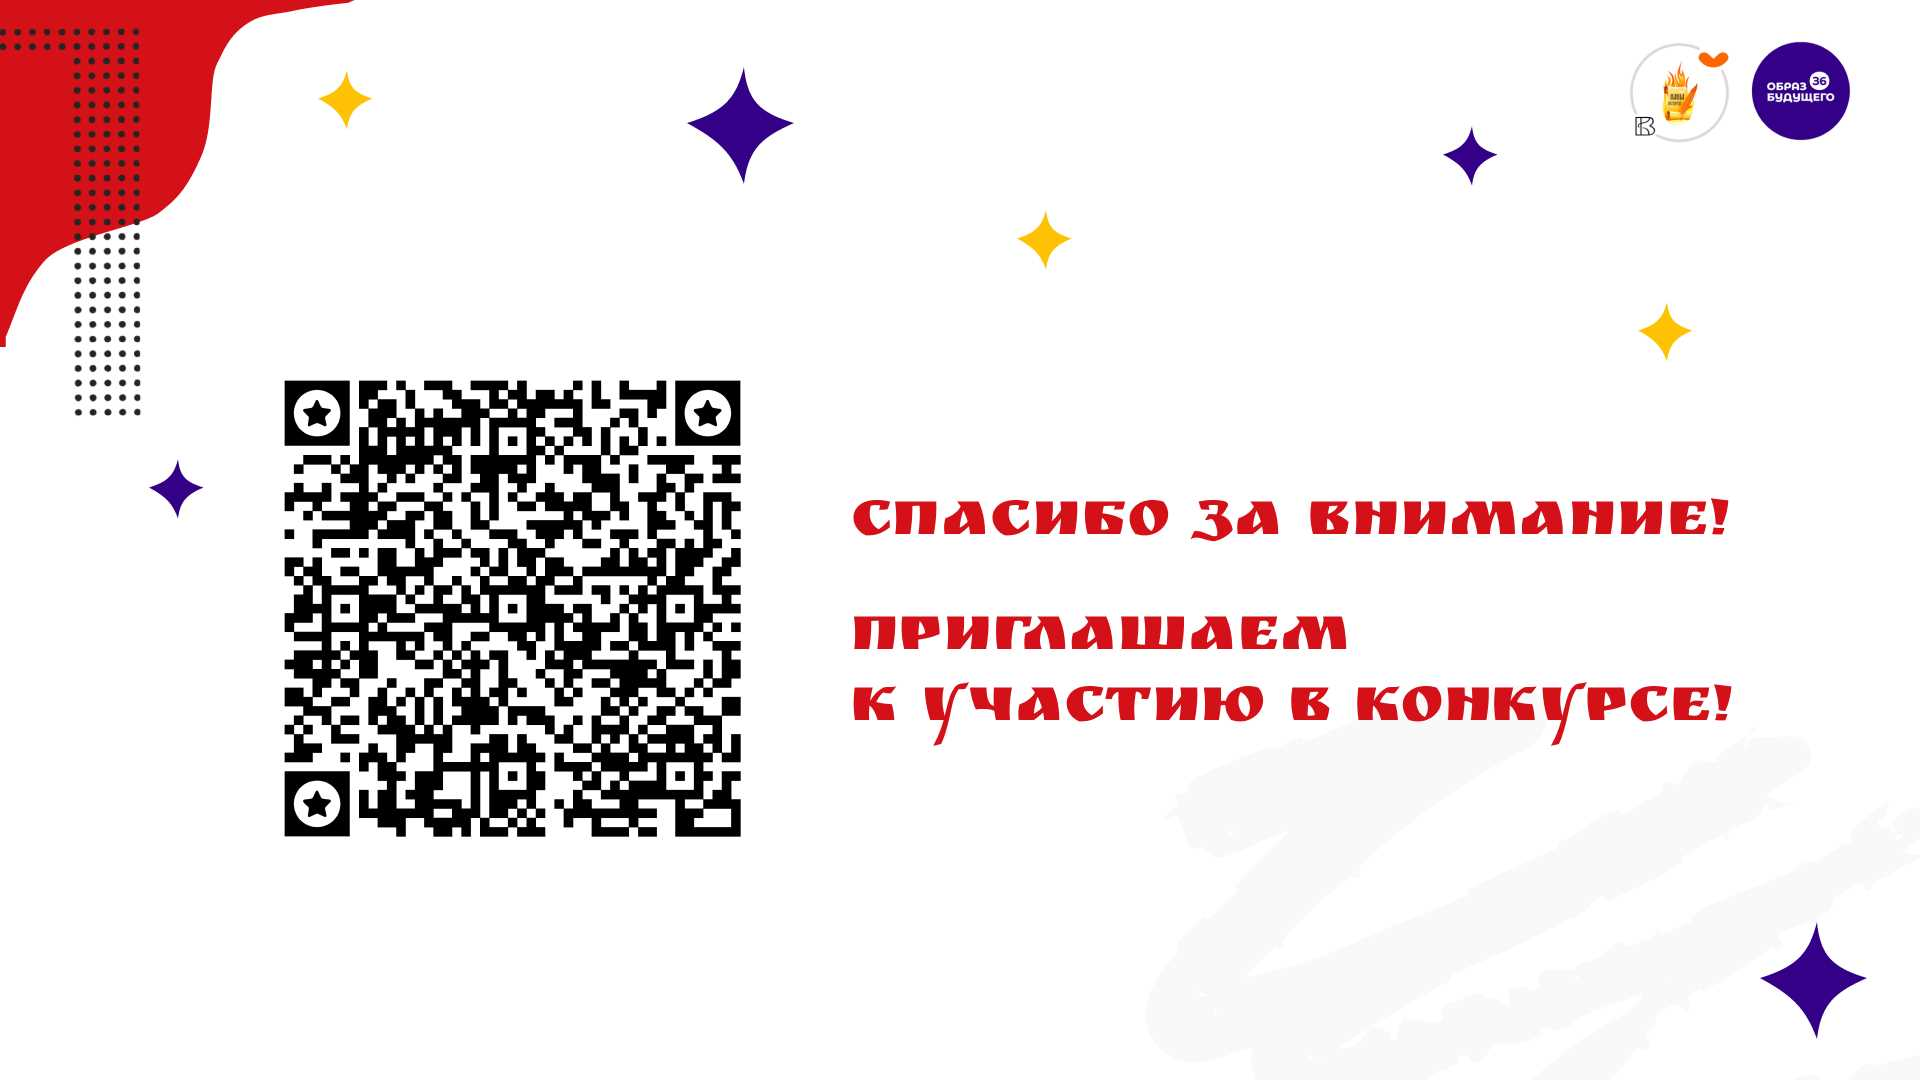 ОБРАЗ 36
БУДУЩЕГО
СПАСИБО ЗА ВНИМАНИЕ!
ПРИГЛАШАЕМ
К УЧАСТИЮ В КОНКУРСЕ!